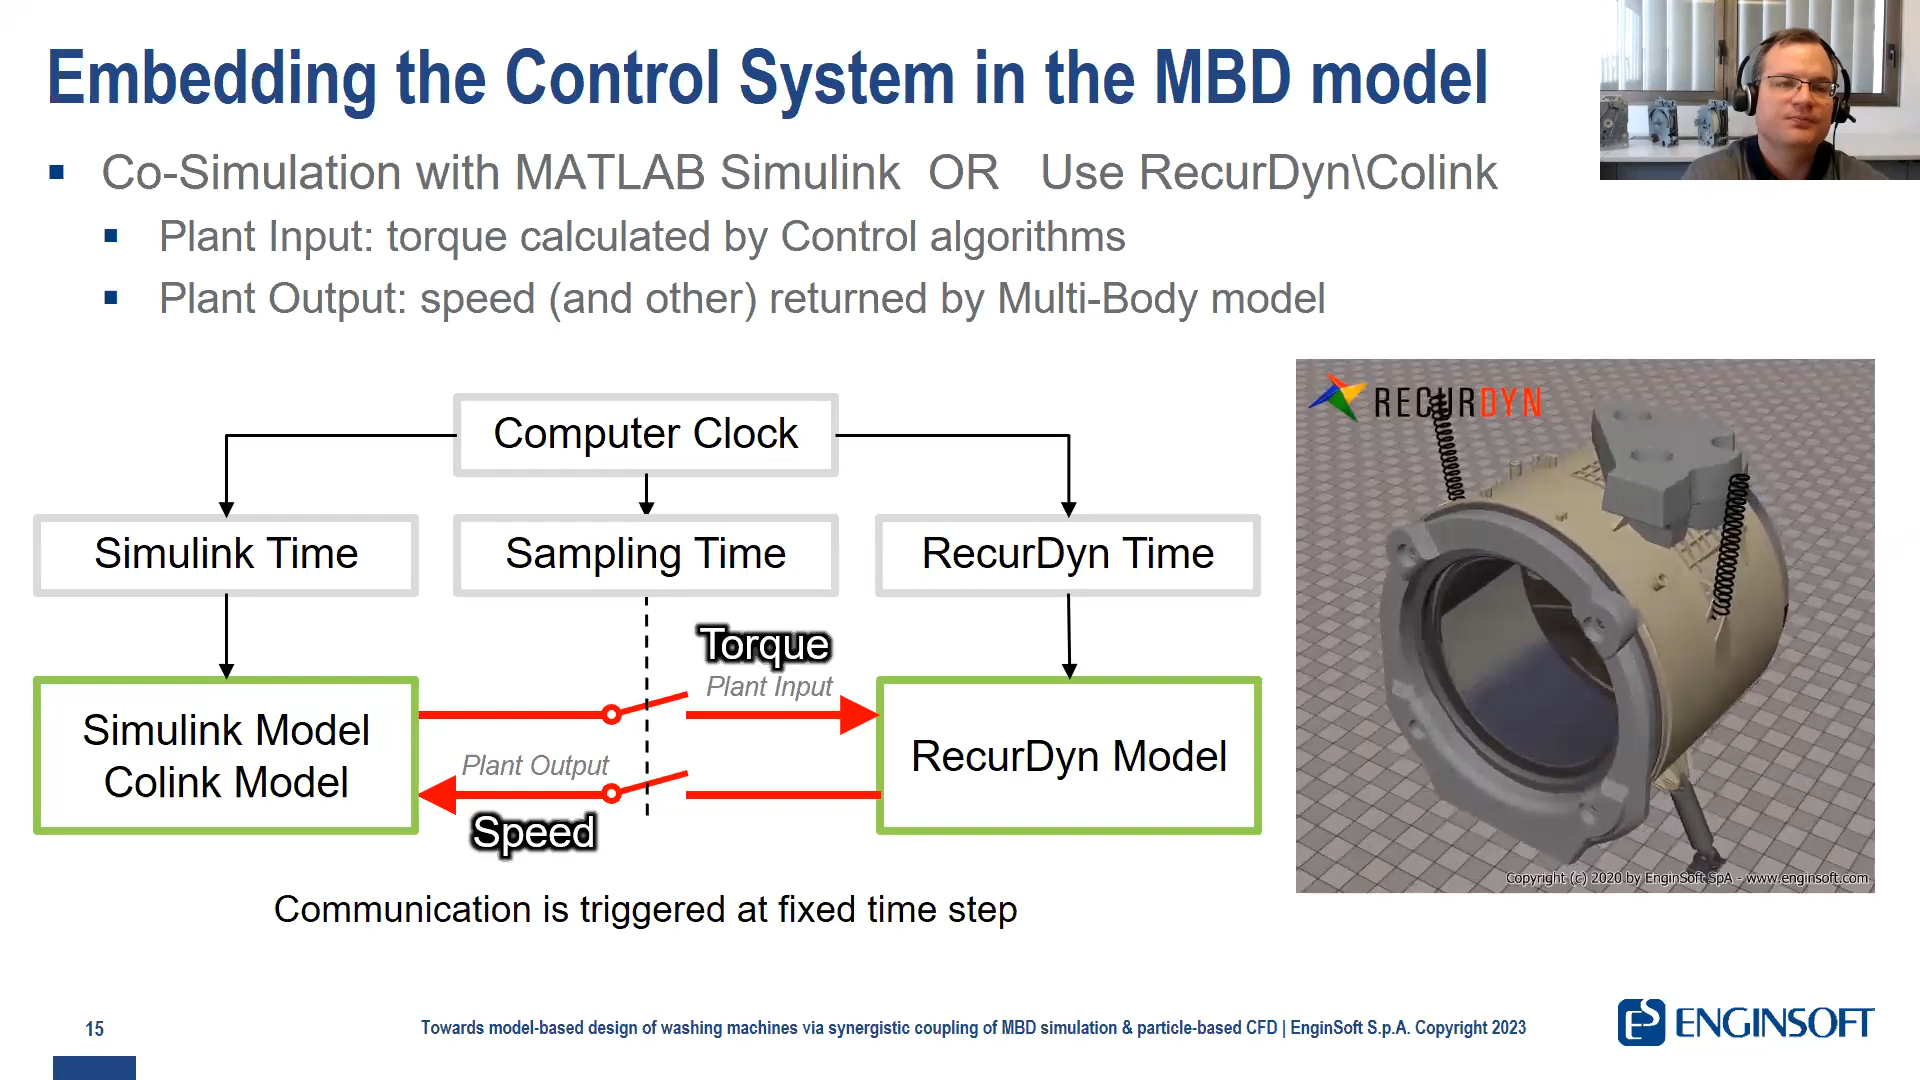 Embedding the Control System in the MBD model
Co-Simulation with MATLAB Simulink OR Use RecurDyn\Colink
Plant Input: torque calculated by Control algorithms
Plant Output: speed (and other) returned by Multi-Body model
Computer Clock
Simulink Time
Sampling Time
RecurDyn Time
Torque
Plant Input
Simulink Model
Colink Model
Plant Output
Speed
RecurDyn Model
Communication is triggered at fixed time step
RECURDYN
Copyright (c) 2020 by EnginSoft SpA - www.enginsoft.com
15
Towards model-based design of washing machines via synergistic coupling of MBD simulation & particle-based CFD | EnginSoft S.p.A. Copyright 2023
ES ENGINSOFT